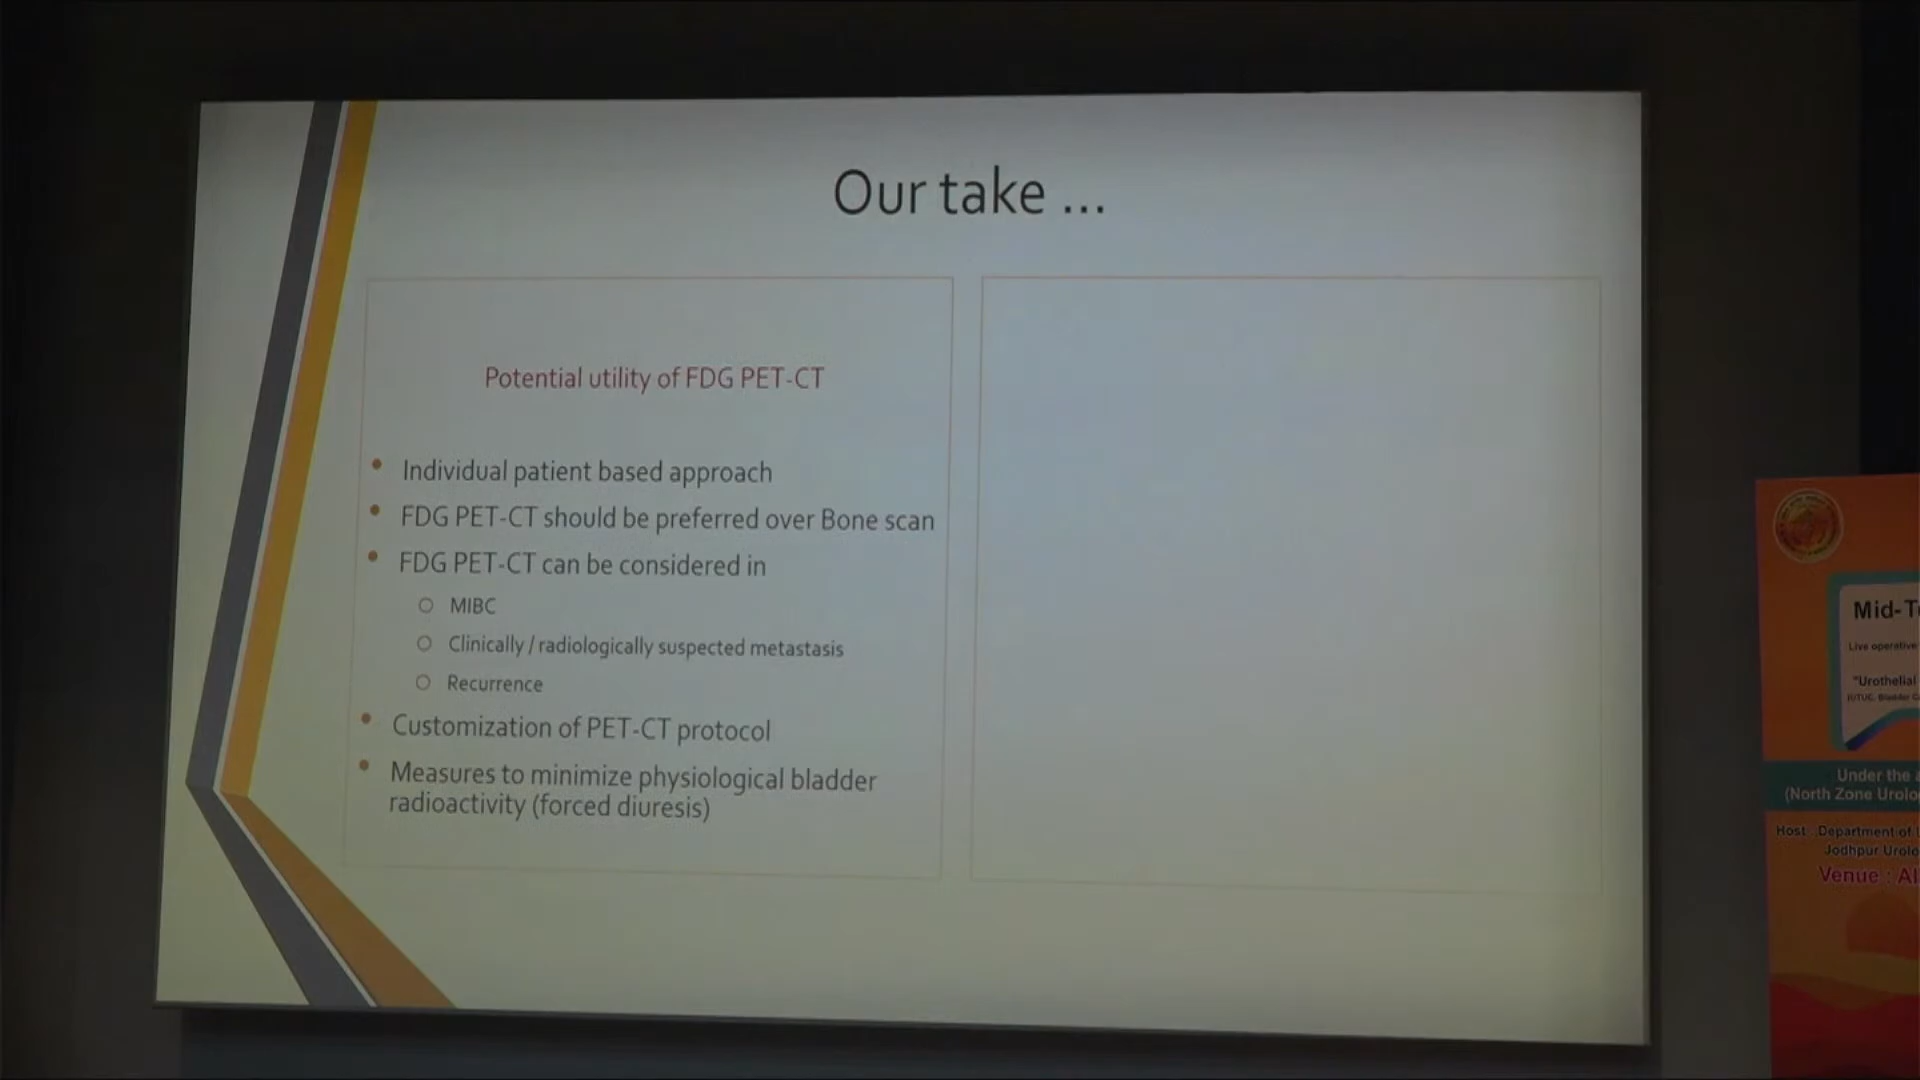 Our take ...
Potential utility of FDG PET-CT
• Individual patient based approach
• FDG PET-CT should be preferred over Bone scan
• FDG PET-CT can be considered in
○ MIBC
○ Clinically / radiologically suspected metastasis
○ Recurrence
• Customization of PET-CT protocol
• Measures to minimize physiological bladder
radioactivity (forced diuresis)
Mid-T
Live operative
"Urothelial
Under the
(North Zone Urolo
Host : Department of
Jodhpur Urolo
Venue : AI